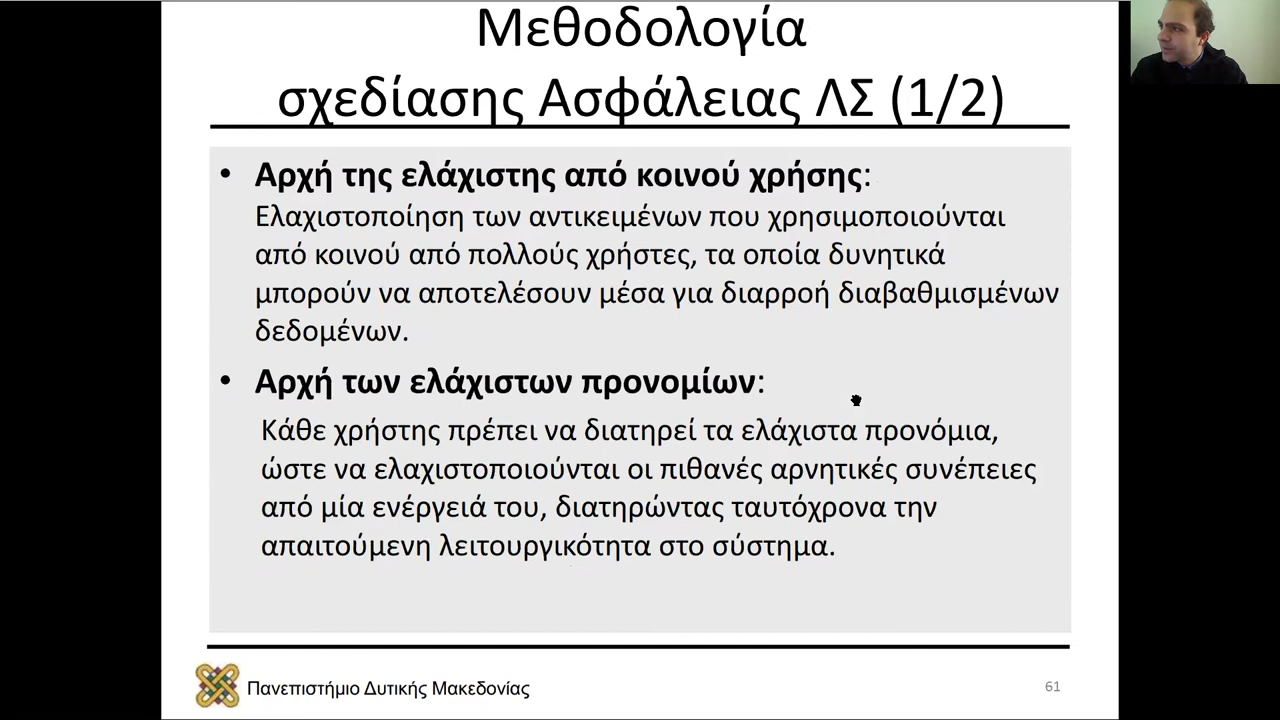 Μεθοδολογία
σχεδίασης Ασφάλειας ΛΣ (1/2)
• Αρχή της ελάχιστης από κοινού χρήσης:
Ελαχιστοποίηση των αντικειμένων που χρησιμοποιούνται
από κοινού από πολλούς χρήστες, τα οποία δυνητικά
μπορούν να αποτελέσουν μέσα για διαρροή διαβαθμισμένων
δεδομένων.
• Αρχή των ελάχιστων προνομίων:
Κάθε χρήστης πρέπει να διατηρεί τα ελάχιστα προνόμια,
ώστε να ελαχιστοποιούνται οι πιθανές αρνητικές συνέπειες
από μία ενέργειά του, διατηρώντας ταυτόχρονα την
απαιτούμενη λειτουργικότητα στο σύστημα.
Πανεπιστήμιο Δυτικής Μακεδονίας
61